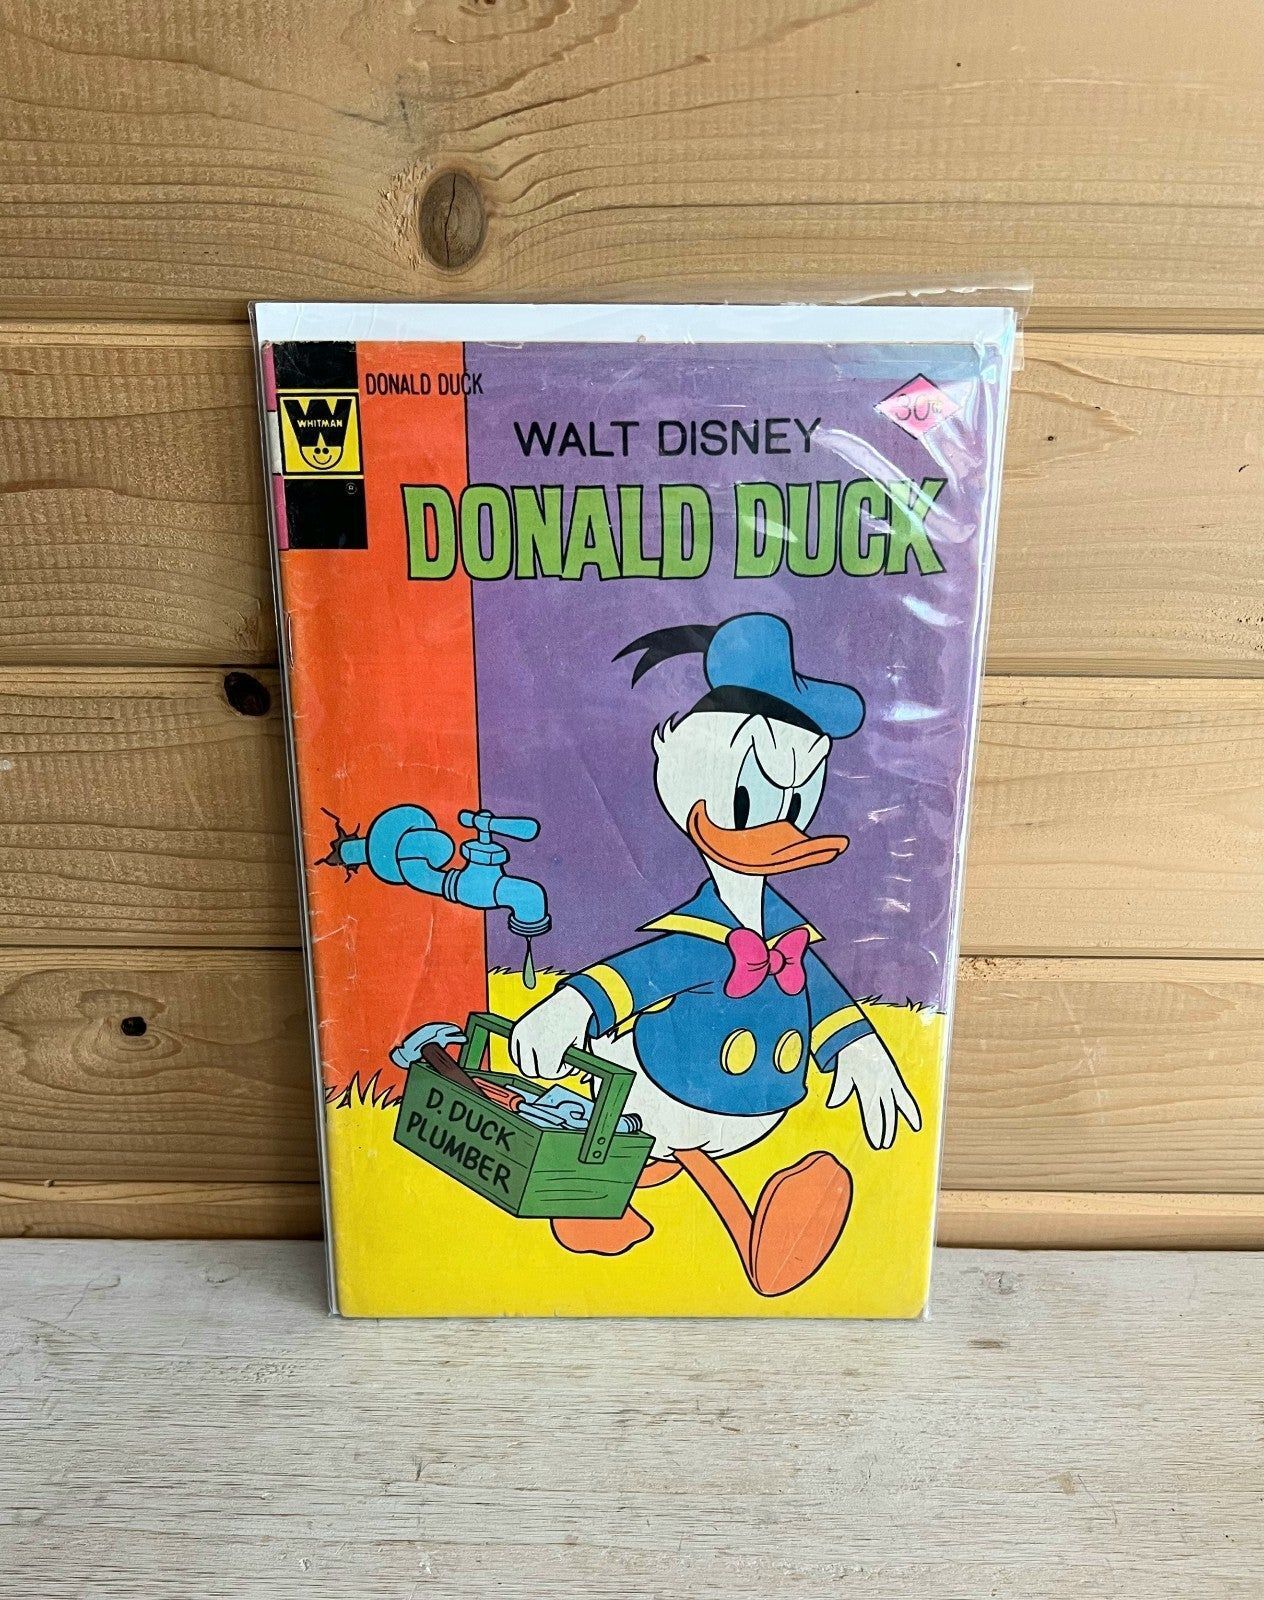 DONALD DUCK
WHITMAN
®
30¢
WALT DISNEY
DONALD DUCK
D. DUCK
PLUMBER